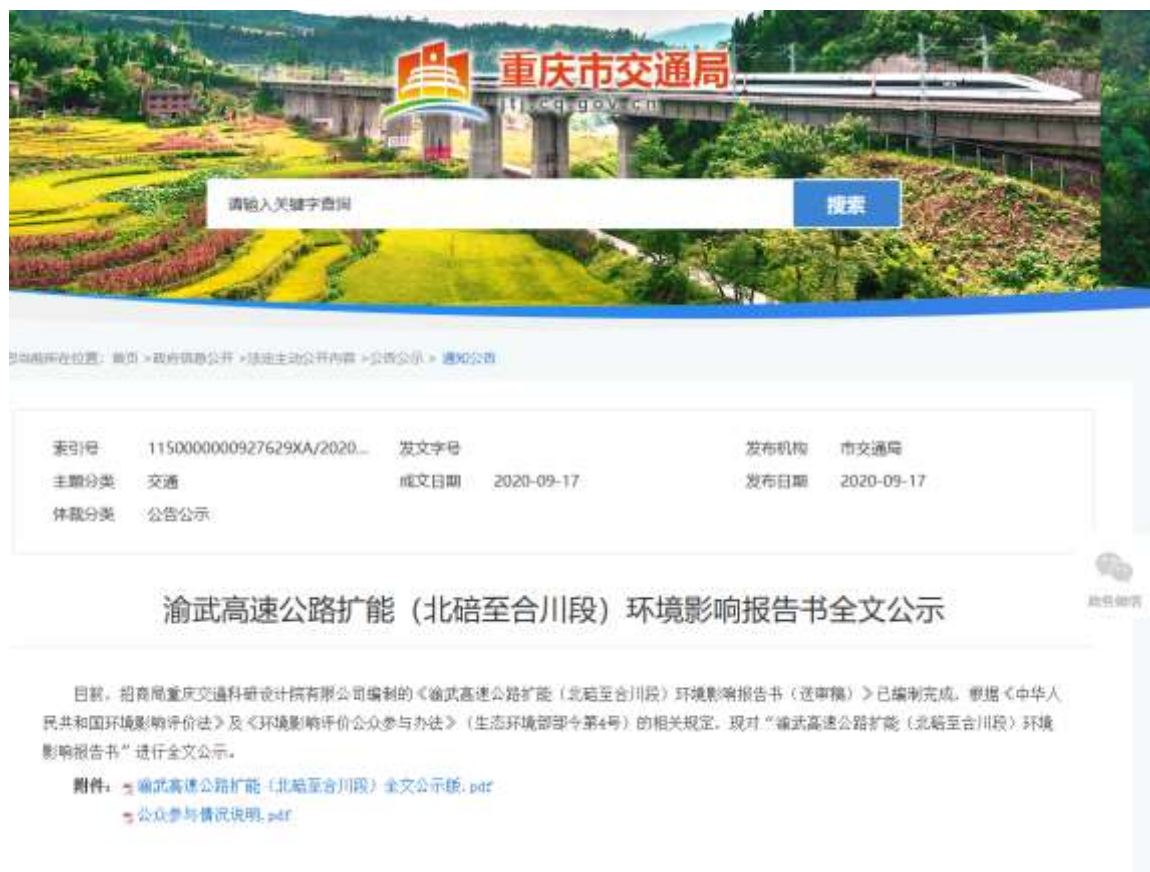 重庆市交通局
jtj.cq.gov.cn
请输入关键字查询 搜索
您当前所在位置：首页 >政府信息公开 >法定主动公开内容 >公告公示 > 通知公告
索引号 1150000000927629XA/2020... 发文字号 发布机构 市交通局
主题分类 交通 成文日期 2020-09-17 发布日期 2020-09-17
体裁分类 公告公示
政务微信
渝武高速公路扩能（北碚至合川段）环境影响报告书全文公示
目前，招商局重庆交通科研设计院有限公司编制的《渝武高速公路扩能（北碚至合川段）环境影响报告书（送审稿）》已编制完成，根据《中华人
民共和国环境影响评价法》及《环境影响评价公众参与办法》（生态环境部部令第4号）的相关规定，现对“渝武高速公路扩能（北碚至合川段）环境
影响报告书”进行全文公示。
附件：渝武高速公路扩能（北碚至合川段）全文公示版.pdf
公众参与情况说明.pdf